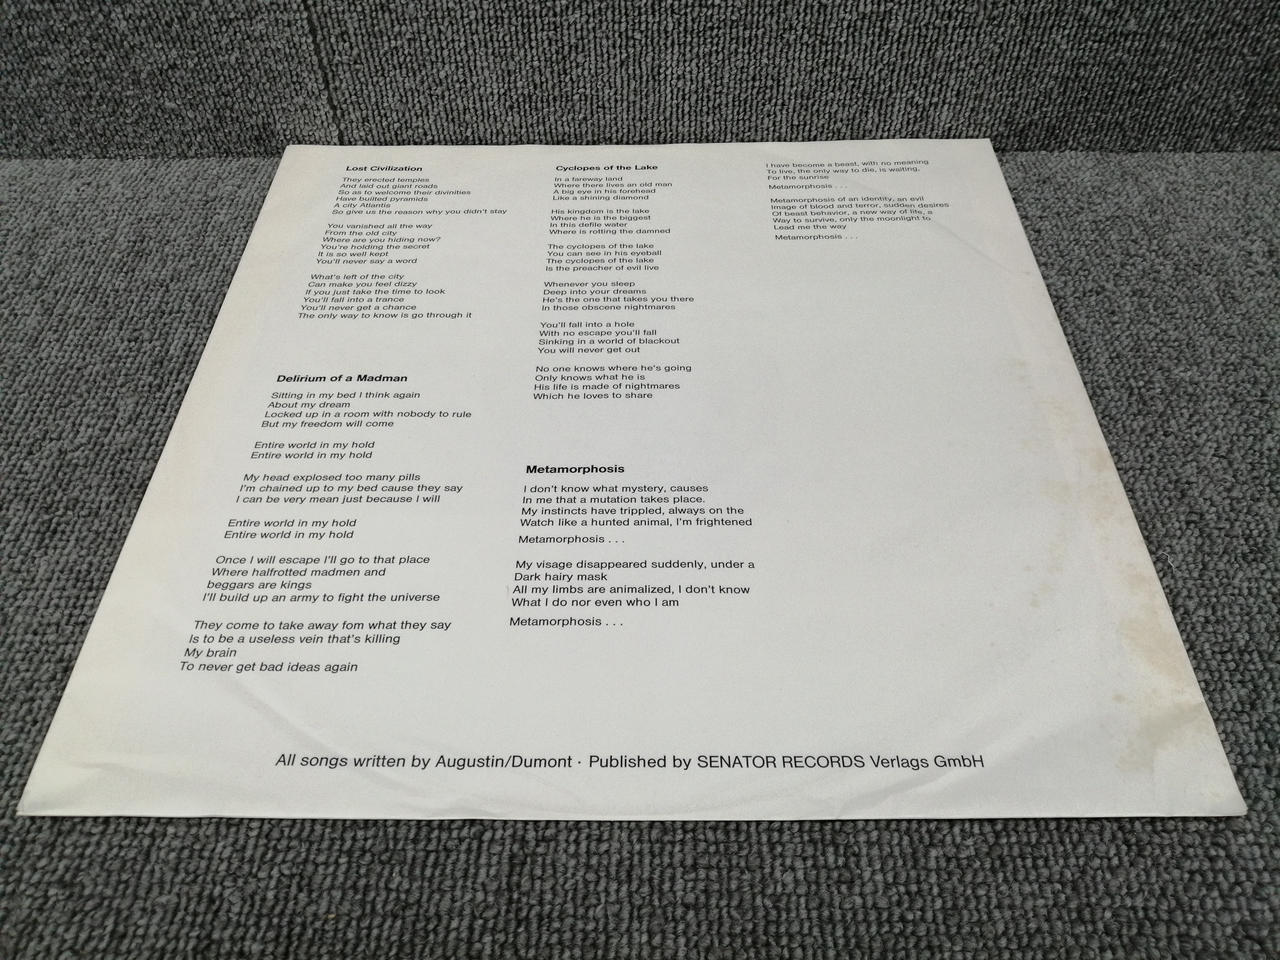 Lost Civilization
They erected temples
And laid out giant roads
So as to welcome their divinities
Have builted pyramids
A city Atlantis
So give us the reason why you didn't stay
You vanished all the way
From the old city
Where are you hiding now?
You're holding the secret
It is so well kept
You'll never say a word
What's left of the city
Can make you feel dizzy
If you just take the time to look
You'll fall into a trance
You'll never get a chance
The only way to know is go through it
Delirium of a Madman
Sitting in my bed I think again
About my dream
Locked up in a room with nobody to rule
But my freedom will come
Entire world in my hold
Entire world in my hold
My head explosed too many pills
I'm chained up to my bed cause they say
I can be very mean just because I will
Entire world in my hold
Entire world in my hold
Once I will escape I'll go to that place
Where halfrotted madmen and
beggars are kings
I'll build up an army to fight the universe
They come to take away fom what they say
Is to be a useless vein that's killing
My brain
To never get bad ideas again
Cyclopes of the Lake
In a fareway land
Where there lives an old man
A big eye in his forehead
Like a shining diamond
His kingdom is the lake
Where he is the biggest
In this defile water
Where is rotling the damned
The cyclopes of the lake
You can see in his eyeball
The cyclopes of the lake
Is the preacher of evil live
Whenever you sleep
Deep into your dreams
He's the one that takes you there
In those obscene nightmares
You'll fall into a hole
With no escape you'll fall
Sinking in a world of blackout
You will never get out
No one knows where he's going
Only knows what he is
His life is made of nightmares
Which he loves to share
Metamorphosis
I don't know what mystery, causes
In me that a mutation takes place.
My instincts have trippled, always on the
Watch like a hunted animal, I'm frightened
Metamorphosis . . .
My visage disappeared suddenly, under a
Dark hairy mask
All my limbs are animalized, I don't know
What I do nor even who I am
Metamorphosis . . .
I have become a beast, with no meaning
To live, the only way to die, is waiting,
For the sunrise
Metamorphosis . . .
Metamorphosis of an identity, an evil
Image of blood and terror, sudden desires
Of beast behavior, a new way of life, a
Way to survive, only the moonlight to
Lead me the way
Metamorphosis . . .
All songs written by Augustin/Dumont · Published by SENATOR RECORDS Verlags GmbH